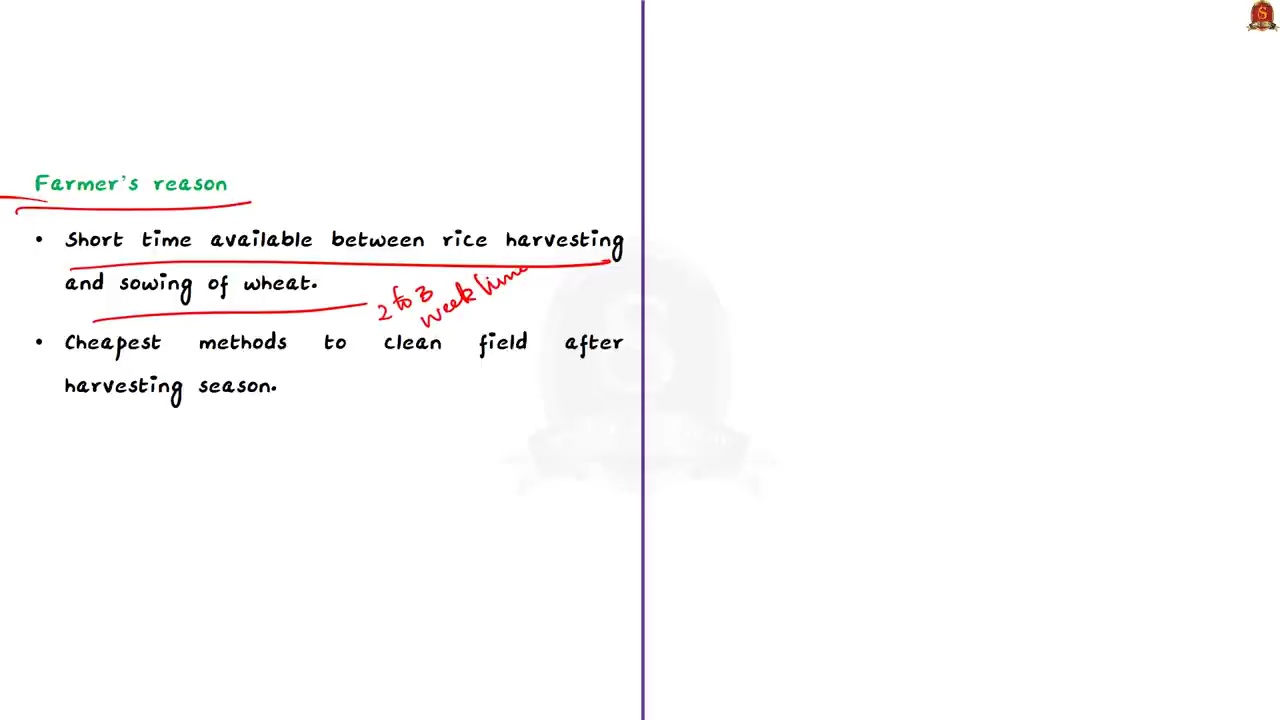 Farmer's reason
• Short time available between rice harvesting
and sowing of wheat.
2 to 3
week time
• Cheapest methods to clean field after
harvesting season.